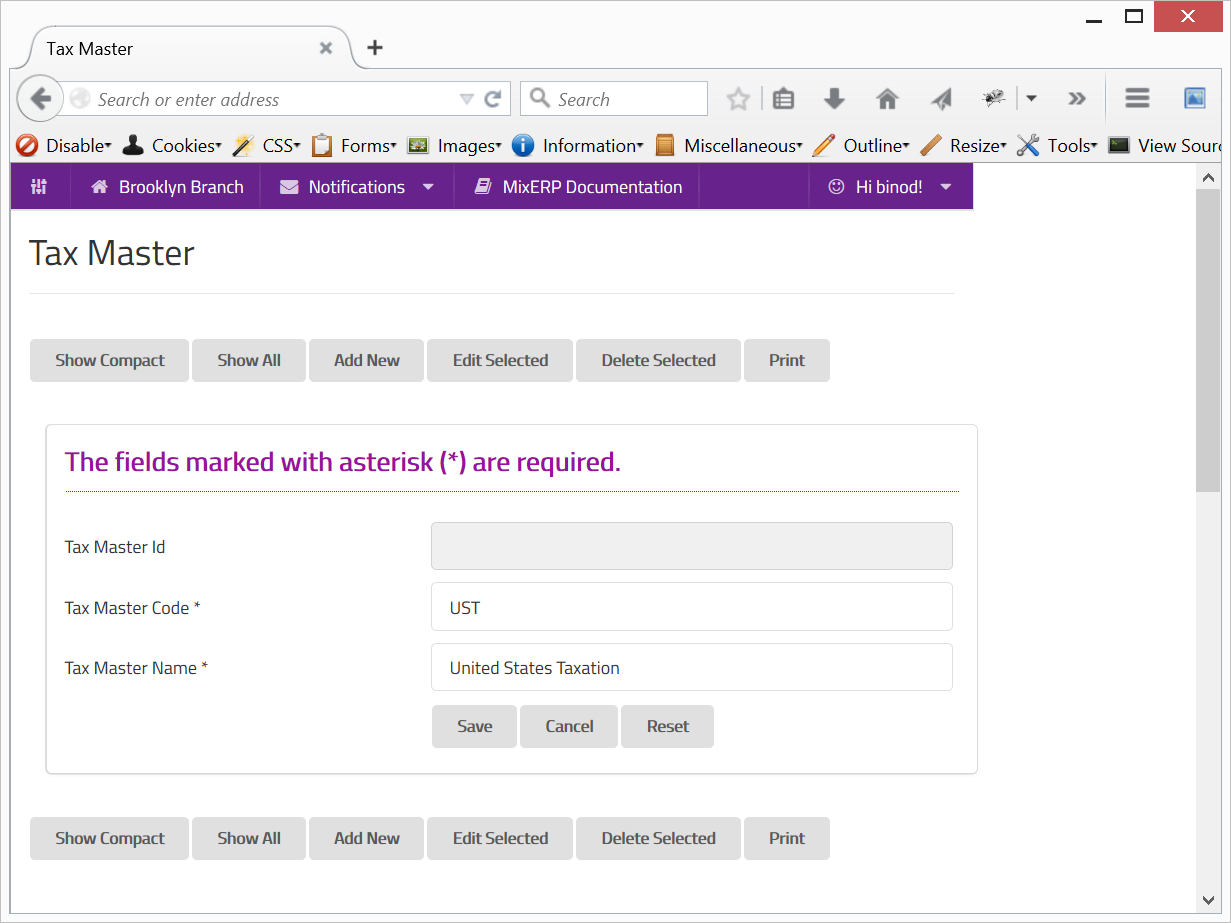 Tax Master
Search or enter address Search
Disable Cookies CSS Forms Images Information Miscellaneous Outline Resize Tools View Sour
Brooklyn Branch Notifications MixERP Documentation Hi binod!
Tax Master
Show Compact Show All Add New Edit Selected Delete Selected Print
The fields marked with asterisk (*) are required.
Tax Master Id
Tax Master Code * UST
Tax Master Name * United States Taxation
Save Cancel Reset
Show Compact Show All Add New Edit Selected Delete Selected Print